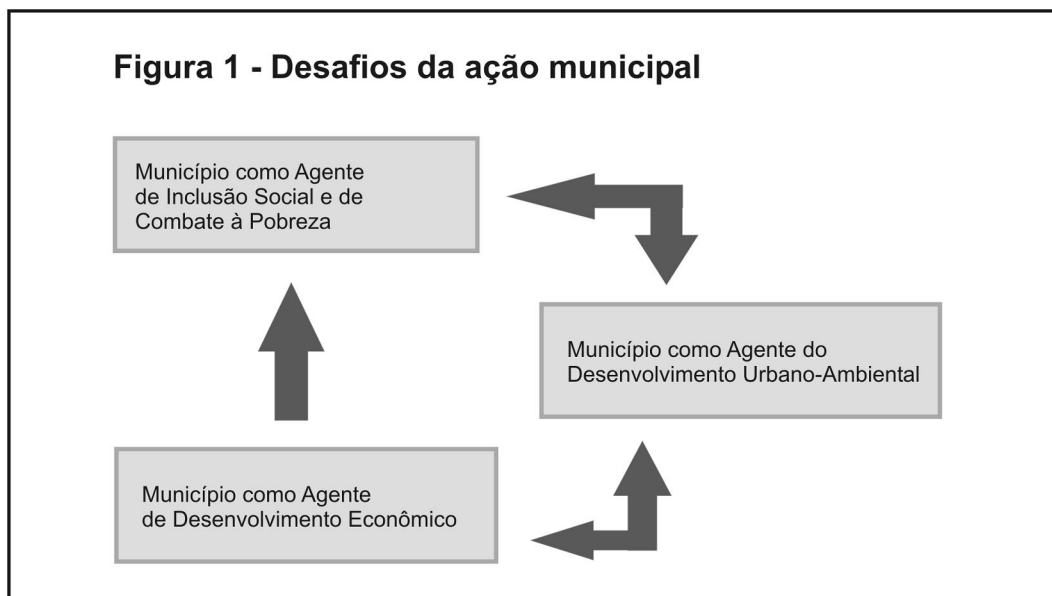 Figura 1 - Desafios da ação municipal
Município como Agente
de Inclusão Social e de
Combate à Pobreza
Município como Agente do
Desenvolvimento Urbano-Ambiental
Município como Agente
de Desenvolvimento Econômico